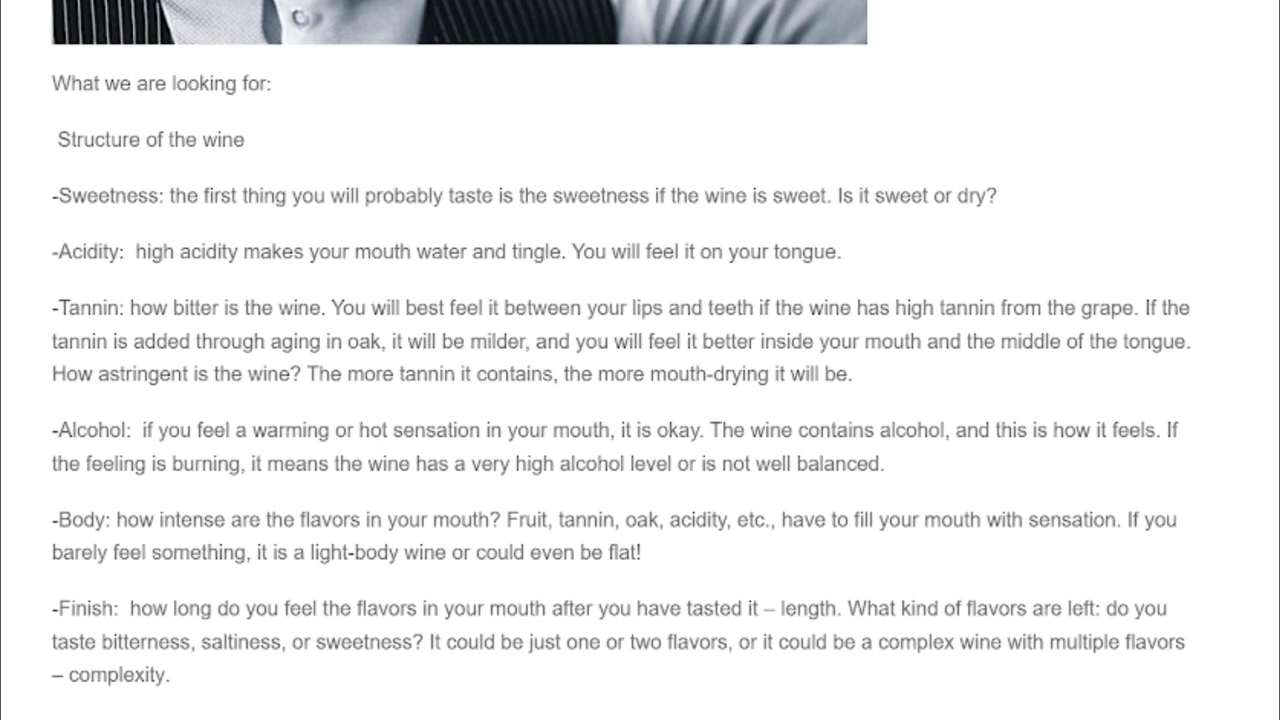 What we are looking for:
Structure of the wine
-Sweetness: the first thing you will probably taste is the sweetness if the wine is sweet. Is it sweet or dry?
-Acidity:  high acidity makes your mouth water and tingle. You will feel it on your tongue.
-Tannin: how bitter is the wine. You will best feel it between your lips and teeth if the wine has high tannin from the grape. If the
tannin is added through aging in oak, it will be milder, and you will feel it better inside your mouth and the middle of the tongue.
How astringent is the wine? The more tannin it contains, the more mouth-drying it will be.
-Alcohol:  if you feel a warming or hot sensation in your mouth, it is okay. The wine contains alcohol, and this is how it feels. If
the feeling is burning, it means the wine has a very high alcohol level or is not well balanced.
-Body: how intense are the flavors in your mouth? Fruit, tannin, oak, acidity, etc., have to fill your mouth with sensation. If you
barely feel something, it is a light-body wine or could even be flat!
-Finish:  how long do you feel the flavors in your mouth after you have tasted it – length. What kind of flavors are left: do you
taste bitterness, saltiness, or sweetness? It could be just one or two flavors, or it could be a complex wine with multiple flavors
– complexity.